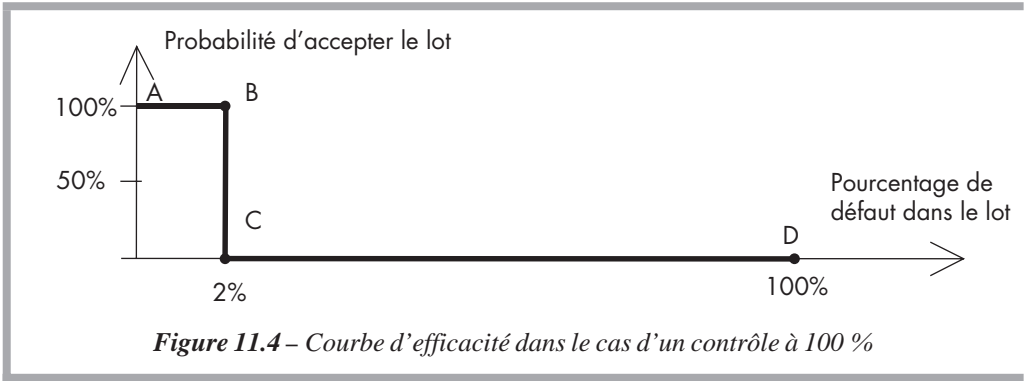 Probabilité d'accepter le lot
A
B
100%
50%
Pourcentage de
défaut dans le lot
C
D
2%
100%
Figure 11.4 – Courbe d'efficacité dans le cas d'un contrôle à 100 %